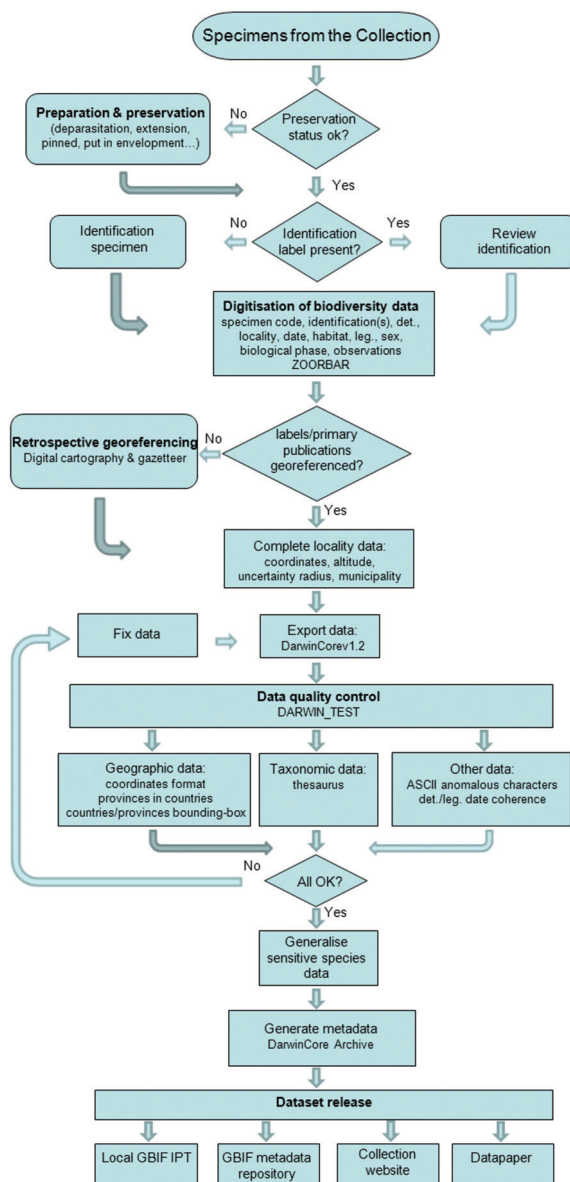 Specimens from the Collection
Preparation & preservation
(deparasitation, extension,
pinned, put in envelopment…)
No
Preservation
status ok?
Yes
Identification
specimen
No
Identification
label present?
Yes
Review
identification
Digitisation of biodiversity data
specimen code, identification(s), det.,
locality, date, habitat, leg., sex,
biological phase, observations
ZOORBAR
Retrospective georeferencing
Digital cartography & gazetteer
No
labels/primary
publications
georeferenced?
Yes
Complete locality data:
coordinates, altitude,
uncertainty radius, municipality
Fix data
Export data:
DarwinCorev1.2
Data quality control
DARWIN_TEST
Geographic data:
coordinates format
provinces in countries
countries/provinces bounding-box
Taxonomic data:
thesaurus
Other data:
ASCII anomalous characters
det./leg. date coherence
No
All OK?
Yes
Generalise
sensitive species
data
Generate metadata
DarwinCore Archive
Dataset release
Local GBIF IPT
GBIF metadata
repository
Collection
website
Datapaper